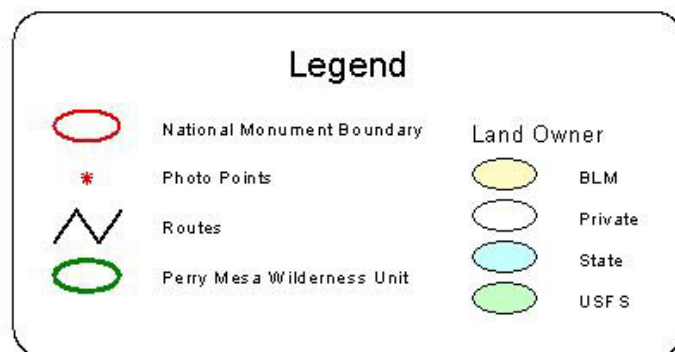 Legend
National Monument Boundary
Photo Points
Routes
Perry Mesa Wilderness Unit
Land Owner
BLM
Private
State
USFS